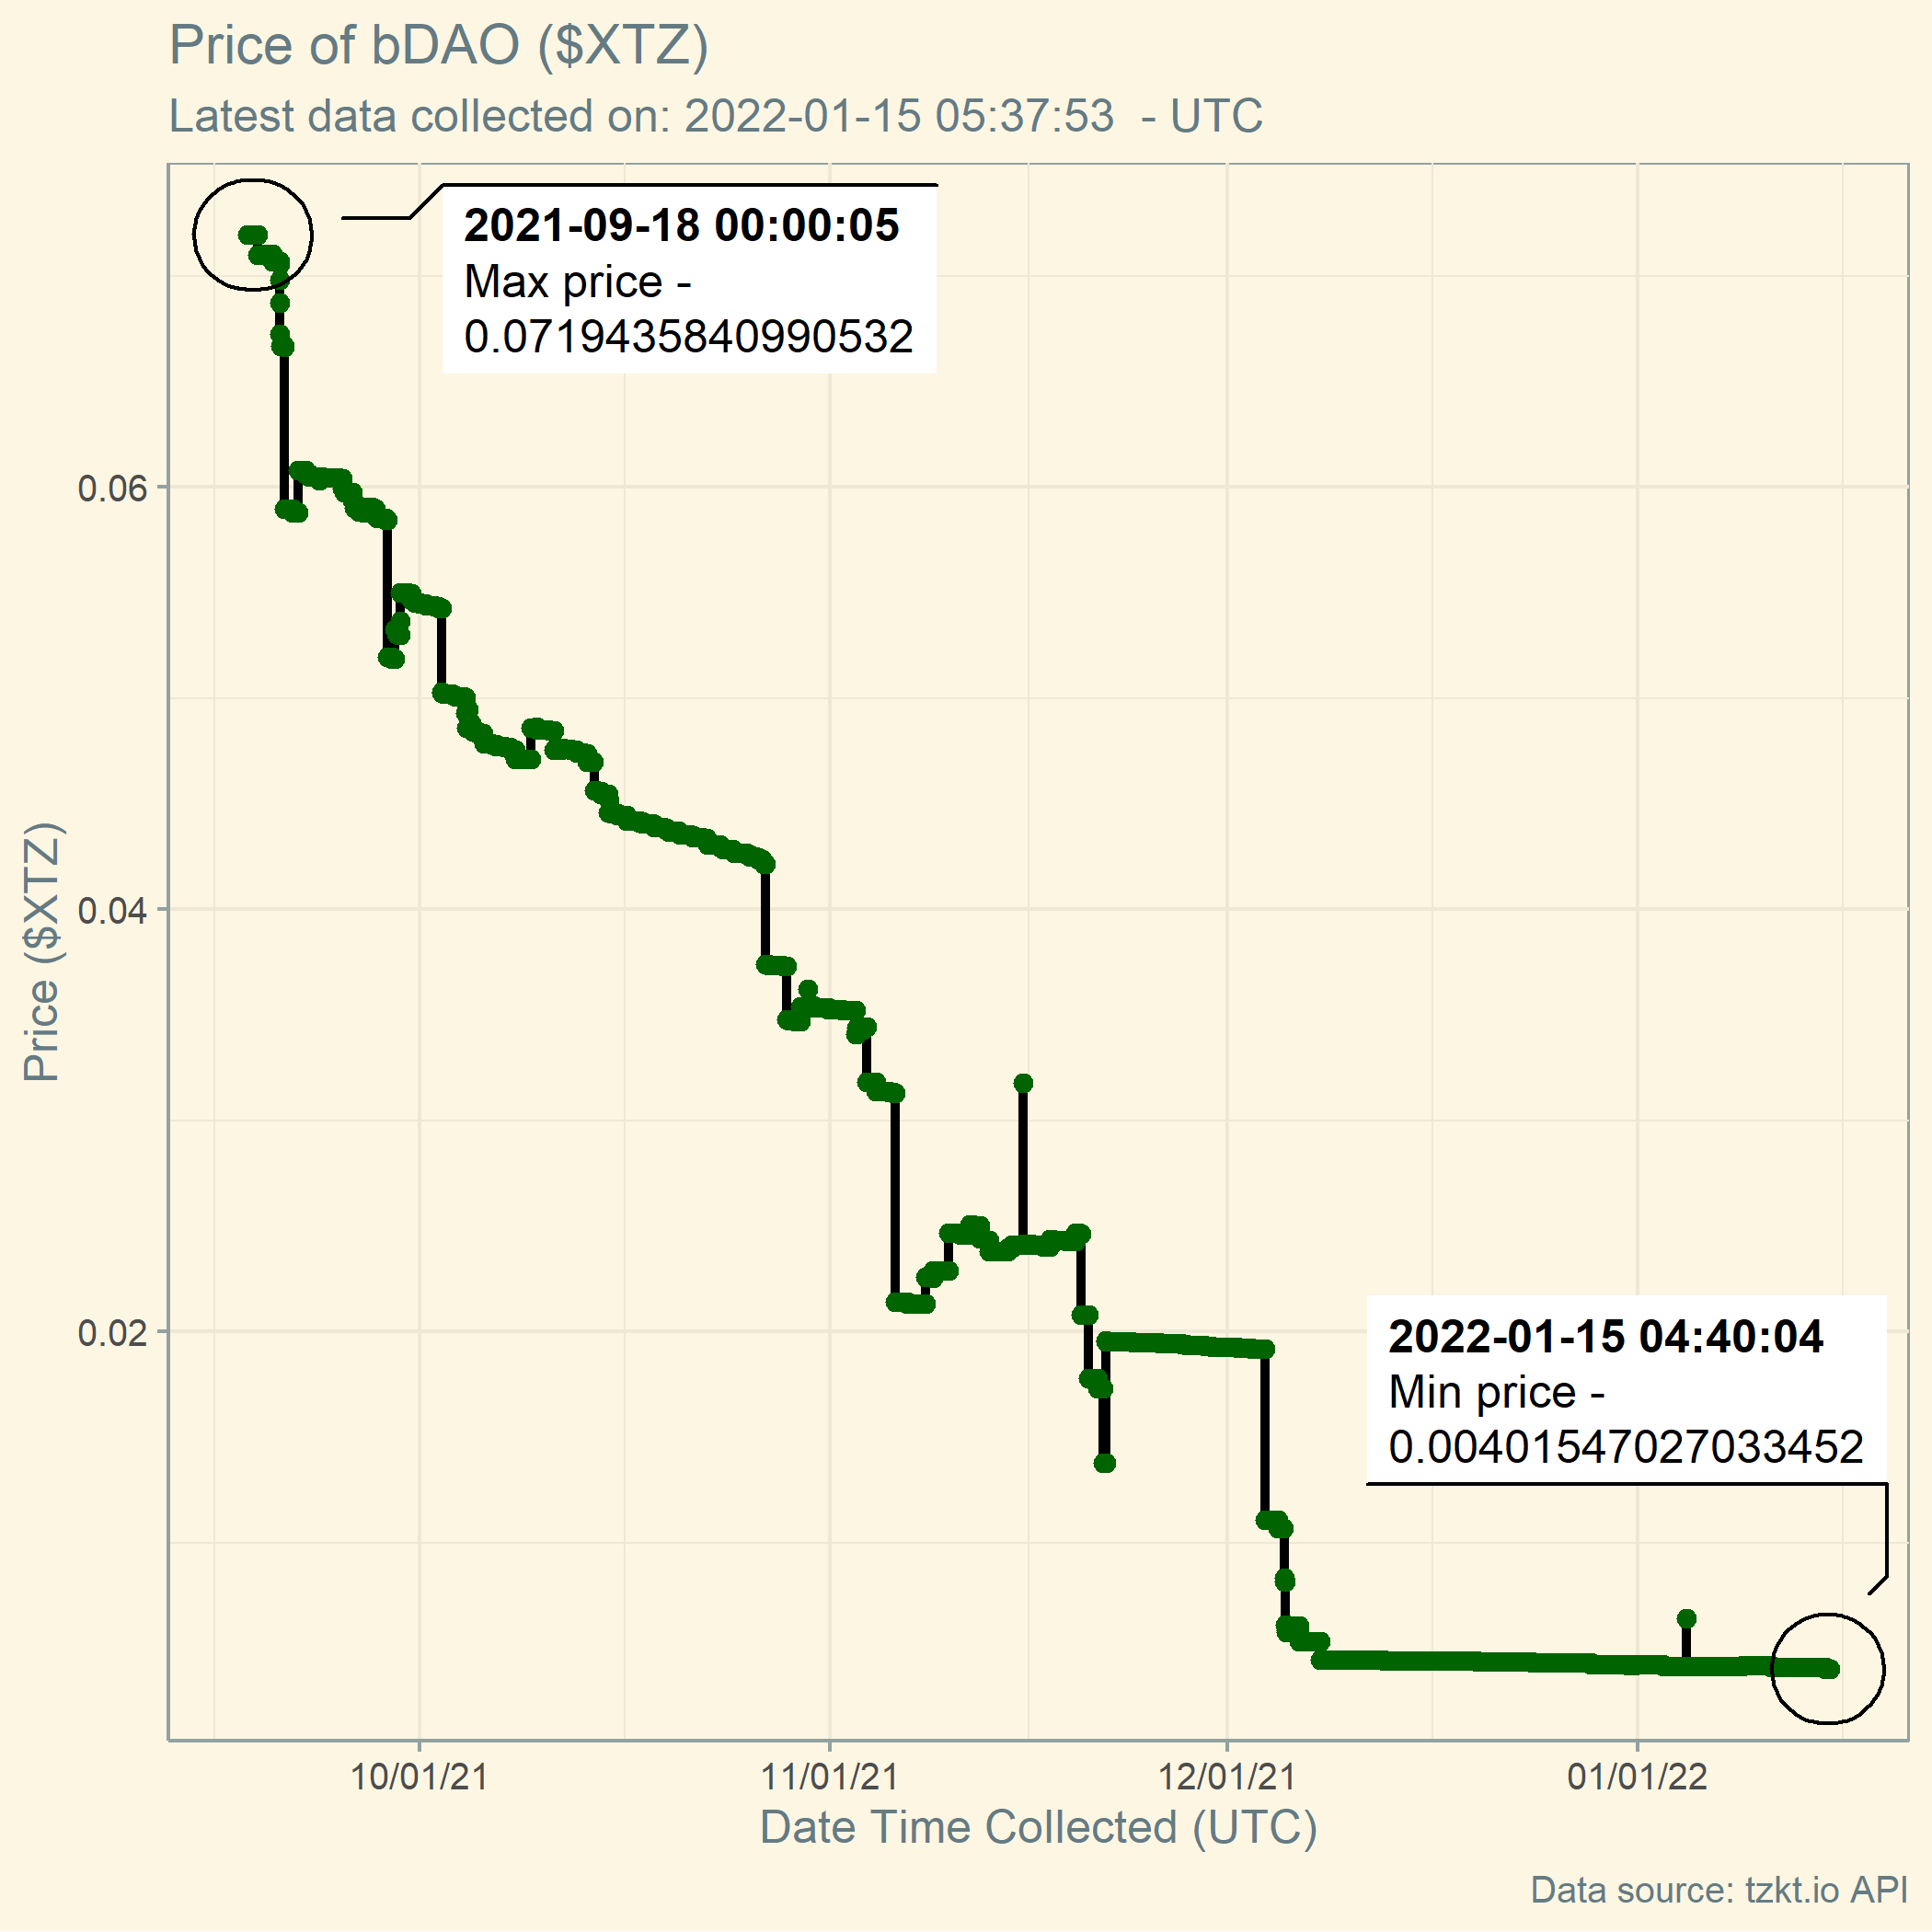 Price of bDAO ($XTZ)
Latest data collected on: 2022-01-15 05:37:53  - UTC
2021-09-18 00:00:05
Max price -
0.0719435840990532
0.06
0.04
0.02
Price ($XTZ)
2022-01-15 04:40:04
Min price -
0.00401547027033452
10/01/21
11/01/21
12/01/21
01/01/22
Date Time Collected (UTC)
Data source: tzkt.io API